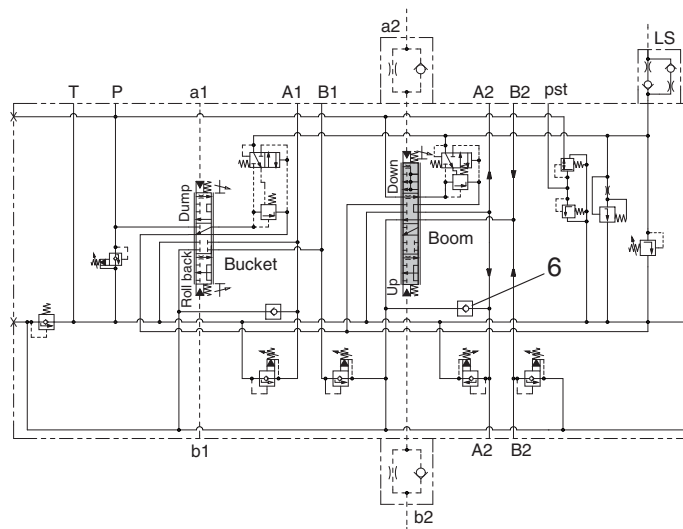 a2
LS
T
P
a1
A1
B1
A2
B2
pst
Dump
Down
Bucket
Boom
Roll back
Up
6
b1
A2
B2
b2